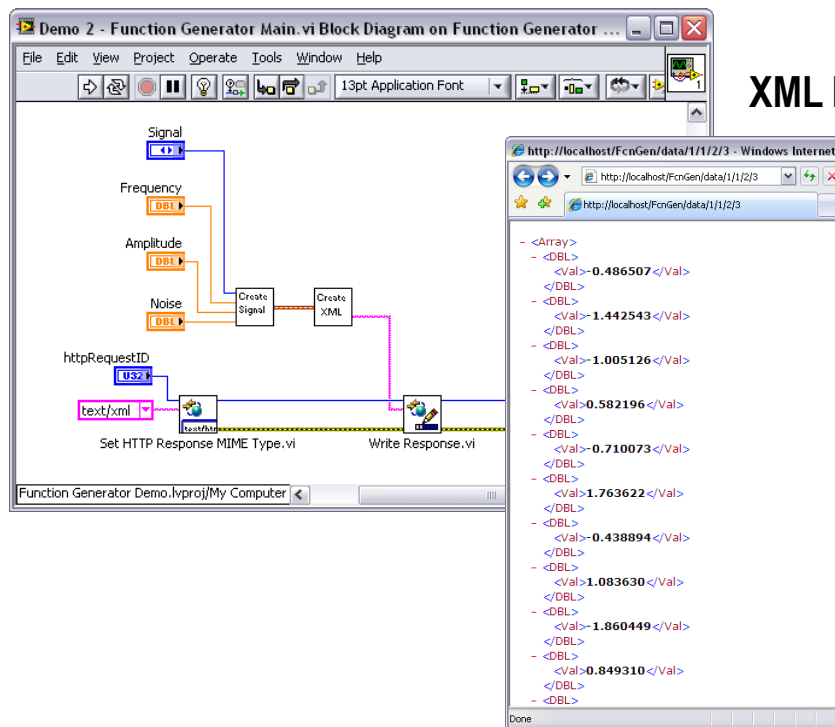 Demo 2 - Function Generator Main.vi Block Diagram on Function Generator ...
File Edit View Project Operate Tools Window Help
13pt Application Font
1
XML
Signal
Frequency
DBL
Amplitude
DBL
Noise
DBL
Create Signal
Create XML
httpRequestID
U32
text/xml
Set HTTP Response MIME Type.vi
Write Response.vi
Function Generator Demo.lvproj/My Computer
http://localhost/FcnGen/data/1/1/2/3 - Windows Internet
http://localhost/FcnGen/data/1/1/2/3
http://localhost/FcnGen/data/1/1/2/3
- <Array>
- <DBL>
<Val>-0.486507</Val>
</DBL>
- <DBL>
<Val>-1.442543</Val>
</DBL>
- <DBL>
<Val>-1.005126</Val>
</DBL>
- <DBL>
<Val>0.582196</Val>
</DBL>
- <DBL>
<Val>-0.710073</Val>
</DBL>
- <DBL>
<Val>1.763622</Val>
</DBL>
- <DBL>
<Val>-0.438894</Val>
</DBL>
- <DBL>
<Val>1.083630</Val>
</DBL>
- <DBL>
<Val>-1.860449</Val>
</DBL>
- <DBL>
<Val>0.849310</Val>
</DBL>
- <DBL>
Done